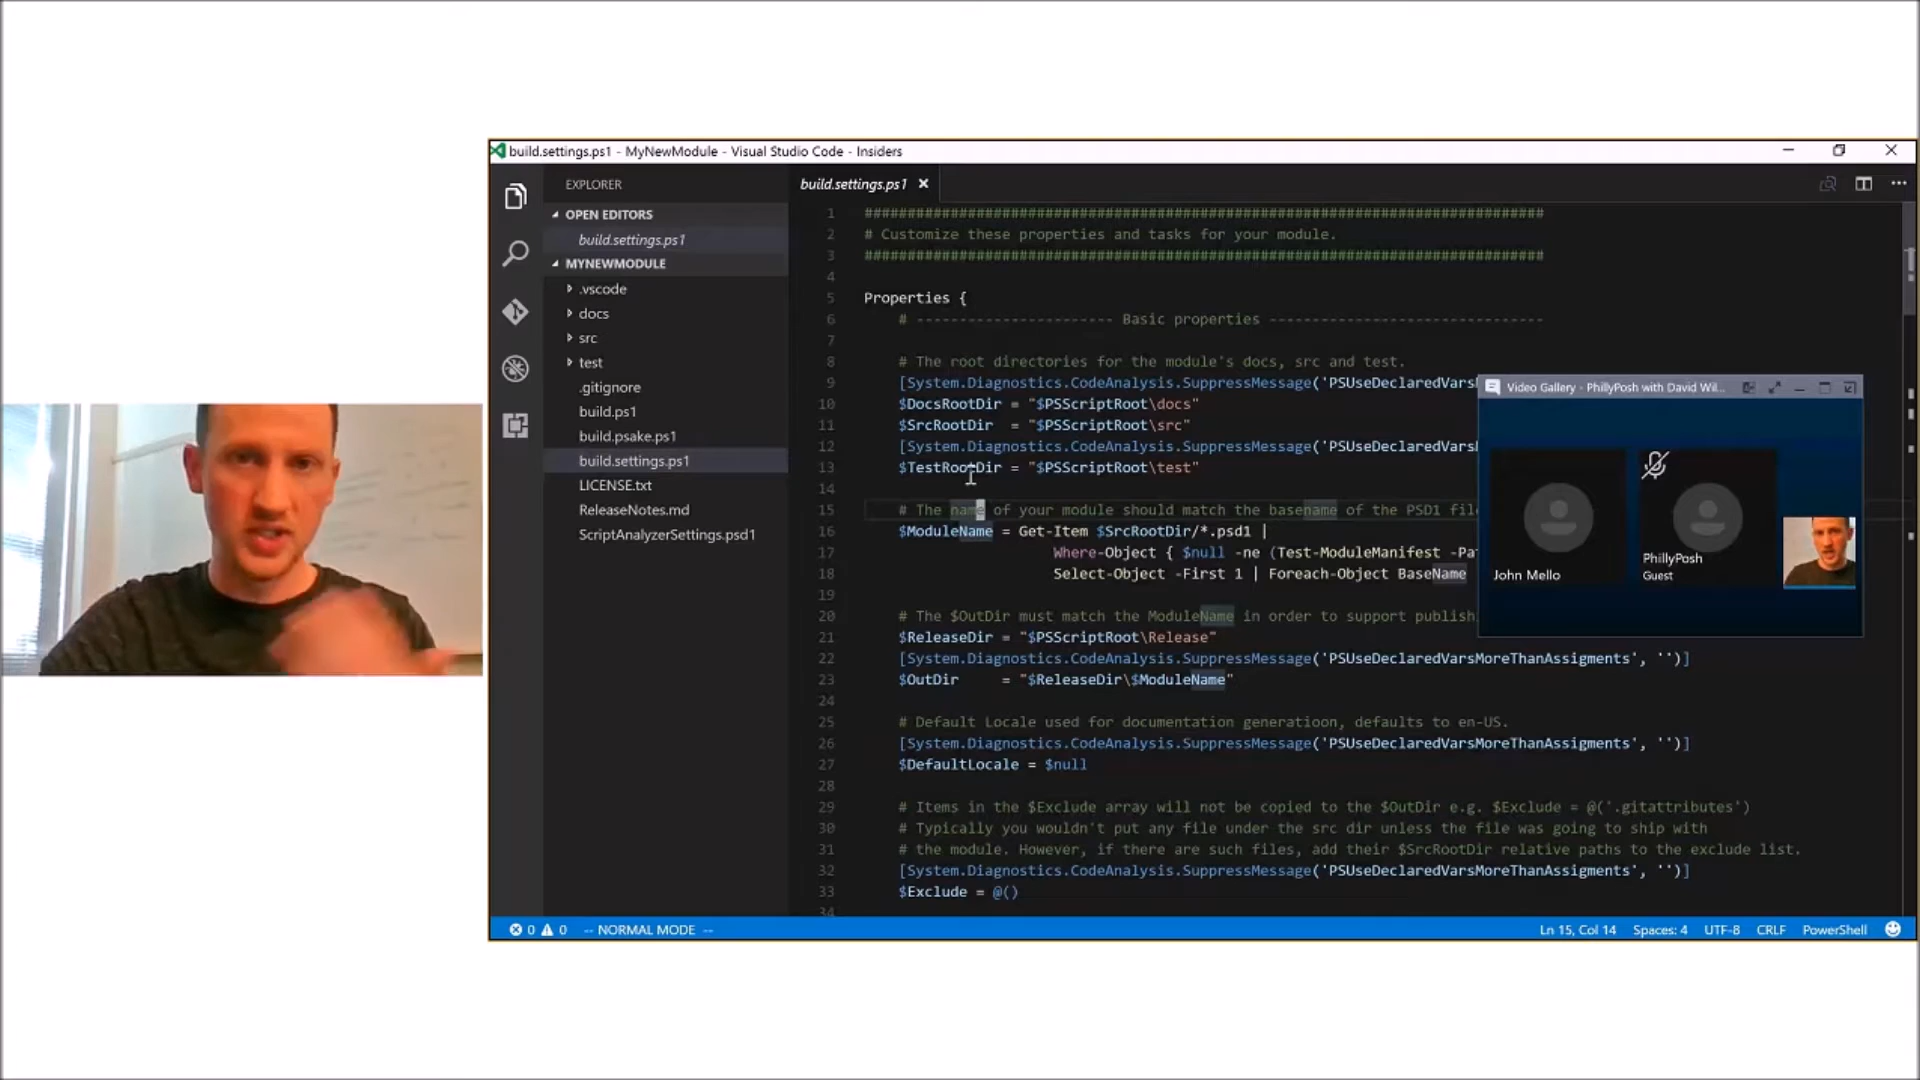 build.settings.ps1 - MyNewModule - Visual Studio Code - Insiders
EXPLORER
OPEN EDITORS
build.settings.ps1
MYNEWMODULE
.vscode
docs
src
test
.gitignore
build.ps1
build.psake.ps1
build.settings.ps1
LICENSE.txt
ReleaseNotes.md
ScriptAnalyzerSettings.psd1
build.settings.ps1
1 ###############################################################################
2 # Customize these properties and tasks for your module.
3 ###############################################################################
4
5 Properties {
6 # ----------------------- Basic properties --------------------------------
7
8 # The root directories for the module's docs, src and test.
9 [System.Diagnostics.CodeAnalysis.SuppressMessage('PSUseDeclaredVars
10 $DocsRootDir = "$PSScriptRoot\docs"
11 $SrcRootDir  = "$PSScriptRoot\src"
12 [System.Diagnostics.CodeAnalysis.SuppressMessage('PSUseDeclaredVars
13 $TestRootDir = "$PSScriptRoot\test"
14
15 # The name of your module should match the basename of the PSD1 file
16 $ModuleName = Get-Item $SrcRootDir/*.psd1 |
17 Where-Object { $null -ne (Test-ModuleManifest -Pa
18 Select-Object -First 1 | Foreach-Object BaseName
19
20 # The $OutDir must match the ModuleName in order to support publish
21 $ReleaseDir = "$PSScriptRoot\Release"
22 [System.Diagnostics.CodeAnalysis.SuppressMessage('PSUseDeclaredVarsMoreThanAssigments', '')]
23 $OutDir     = "$ReleaseDir\$ModuleName"
24
25 # Default Locale used for documentation generatioon, defaults to en-US.
26 [System.Diagnostics.CodeAnalysis.SuppressMessage('PSUseDeclaredVarsMoreThanAssigments', '')]
27 $DefaultLocale = $null
28
29 # Items in the $Exclude array will not be copied to the $OutDir e.g. $Exclude = @('.gitattributes')
30 # Typically you wouldn't put any file under the src dir unless the file was going to ship with
31 # the module. However, if there are such files, add their $SrcRootDir relative paths to the exclude list.
32 [System.Diagnostics.CodeAnalysis.SuppressMessage('PSUseDeclaredVarsMoreThanAssigments', '')]
33 $Exclude = @()
34
Video Gallery - PhillyPosh with David Wil...
John Mello
PhillyPosh
Guest
0 0 -- NORMAL MODE -- Ln 15, Col 14 Spaces: 4 UTF-8 CRLF PowerShell